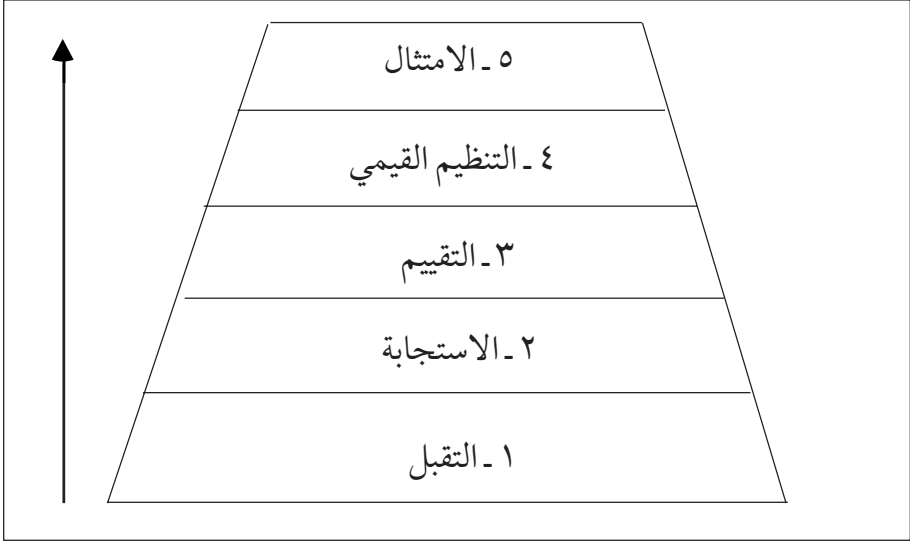 ٥ ـ الامتثال
٤ ـ التنظيم القيمي
٣ ـ التقييم
٢ ـ الاستجابة
١ ـ التقبل